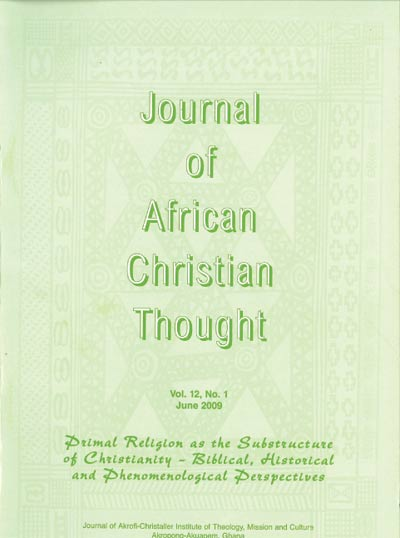 Journal
of
African
Christian
Thought
Vol. 12, No. 1
June 2009
Primal Religion as the Substructure
of Christianity – Biblical, Historical
and Phenomenological Perspectives
Journal of Akrofi-Christaller Institute of Theology, Mission and Culture
Akropong-Akuapem, Ghana